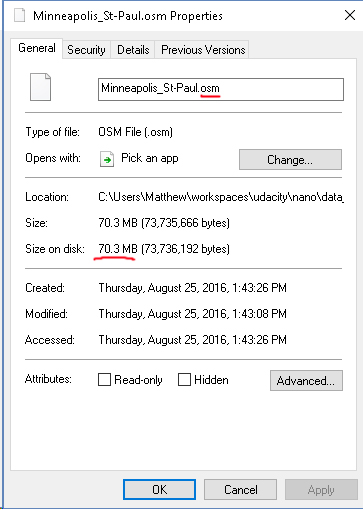 Minneapolis_St-Paul.osm Properties
General Security Details Previous Versions
Minneapolis_St-Paul.osm
Type of file: OSM File (.osm)
Opens with: Pick an app Change...
Location: C:\Users\Matthew\workspaces\udacity\nano\data_
Size: 70.3 MB (73,735,666 bytes)
Size on disk: 70.3 MB (73,736,192 bytes)
Created: Thursday, August 25, 2016, 1:43:26 PM
Modified: Thursday, August 25, 2016, 1:43:08 PM
Accessed: Thursday, August 25, 2016, 1:43:26 PM
Attributes: Read-only Hidden Advanced...
OK Cancel Apply